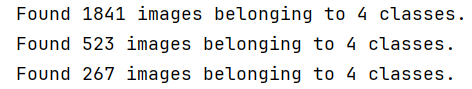 Found 1841 images belonging to 4 classes.
Found 523 images belonging to 4 classes.
Found 267 images belonging to 4 classes.